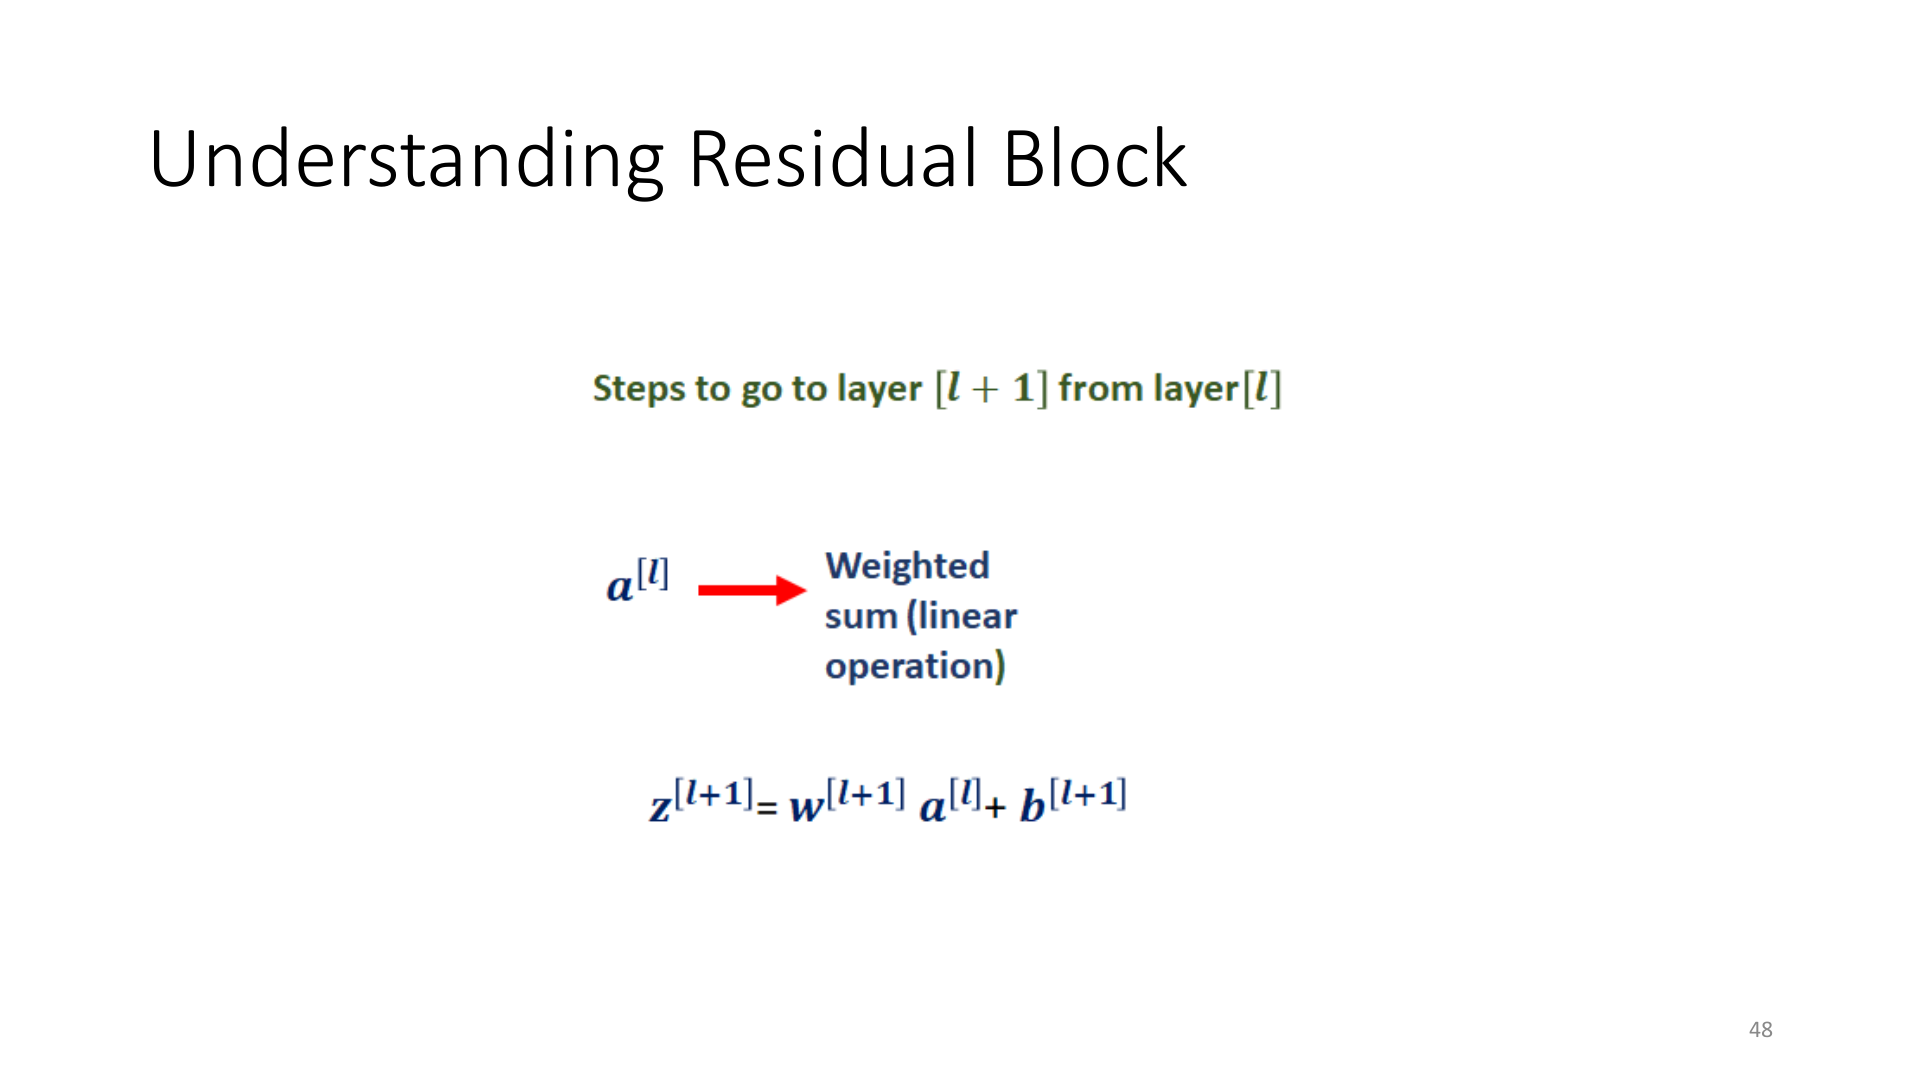 Understanding Residual Block
Steps to go to layer [l + 1] from layer[l]
a^[l]
Weighted
sum (linear
operation)
z^[l+1]= w^[l+1] a^[l]+ b^[l+1]
48